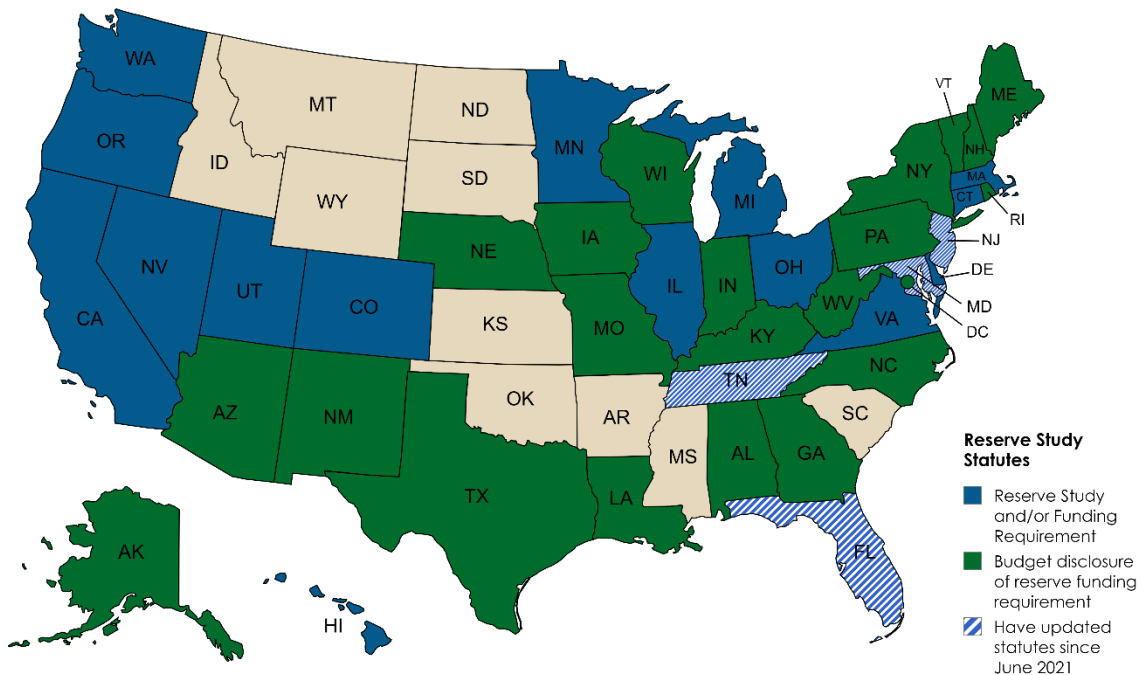 WA
MT
ND
MN
VT
ME
OR
ID
SD
WI
NY
NH
MA
CT
WY
MI
RI
NE
IA
PA
NJ
NV
UT
CO
IL
IN
OH
DE
CA
KS
MO
WV
VA
MD
KY
DC
NC
TN
AZ
NM
OK
AR
SC
MS
AL
GA
TX
LA
AK
FL
HI
Reserve Study
Statutes
Reserve Study
and/or Funding
Requirement
Budget disclosure
of reserve funding
requirement
Have updated
statutes since
June 2021